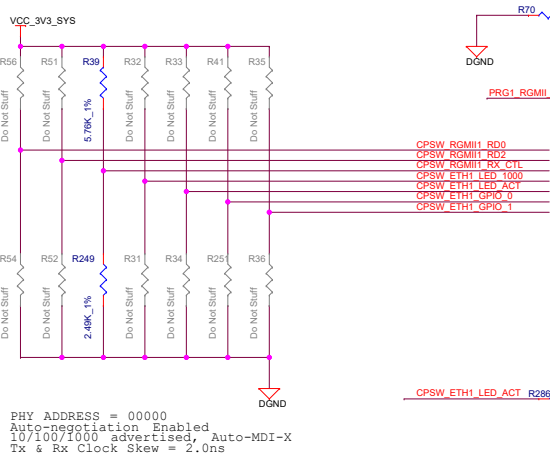 R70
VCC_3V3_SYS
R56 R51 R39 R32 R33 R41 R35
DGND
PRG1_RGMII_
Do Not Stuff Do Not Stuff 5.76K_1% Do Not Stuff Do Not Stuff Do Not Stuff Do Not Stuff
CPSW_RGMII1_RD0
CPSW_RGMII1_RD2
CPSW_RGMII1_RX_CTL
CPSW_ETH1_LED_1000
CPSW_ETH1_LED_ACT
CPSW_ETH1_GPIO_0
CPSW_ETH1_GPIO_1
R54 R52 R249 R31 R34 R251 R36
Do Not Stuff Do Not Stuff 2.49K_1% Do Not Stuff Do Not Stuff Do Not Stuff Do Not Stuff
CPSW_ETH1_LED_ACT R286
DGND
PHY ADDRESS = 00000
Auto-negotiation Enabled
10/100/1000 advertised, Auto-MDI-X
Tx & Rx Clock Skew = 2.0ns